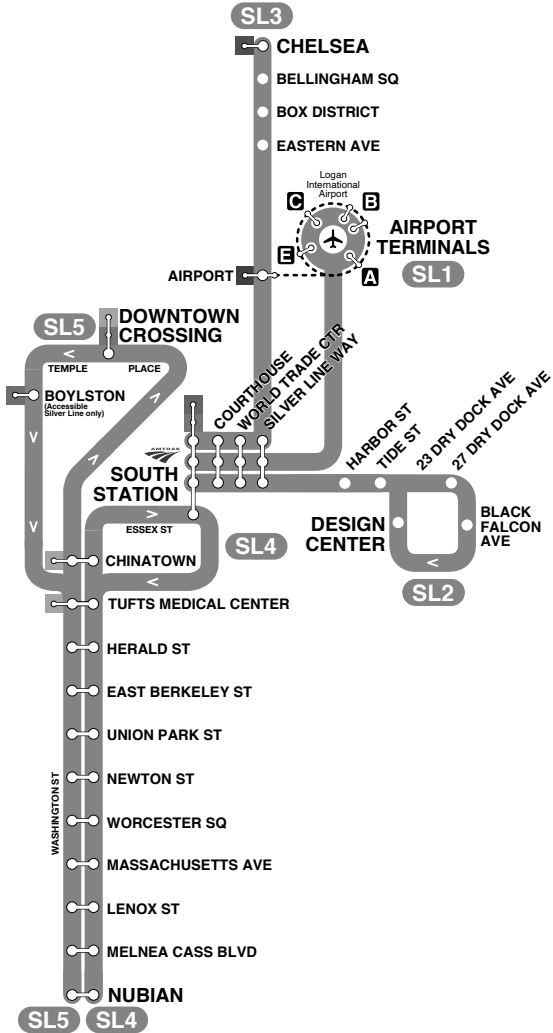 SL3
CHELSEA
BELLINGHAM SQ
BOX DISTRICT
EASTERN AVE
Logan
International
Airport
C
B
E
A
AIRPORT
TERMINALS
SL1
AIRPORT
SL5
DOWNTOWN
CROSSING
TEMPLE
PLACE
BOYLSTON
(Accessible
Silver Line only)
COURTHOUSE
WORLD TRADE CTR
SILVER LINE WAY
AMTRAK
SOUTH
STATION
HARBOR ST
TIDE ST
23 DRY DOCK AVE
27 DRY DOCK AVE
ESSEX ST
SL4
DESIGN
CENTER
BLACK
FALCON
AVE
SL2
CHINATOWN
TUFTS MEDICAL CENTER
HERALD ST
EAST BERKELEY ST
UNION PARK ST
NEWTON ST
WASHINGTON ST
WORCESTER SQ
MASSACHUSETTS AVE
LENOX ST
MELNEA CASS BLVD
NUBIAN
SL5
SL4